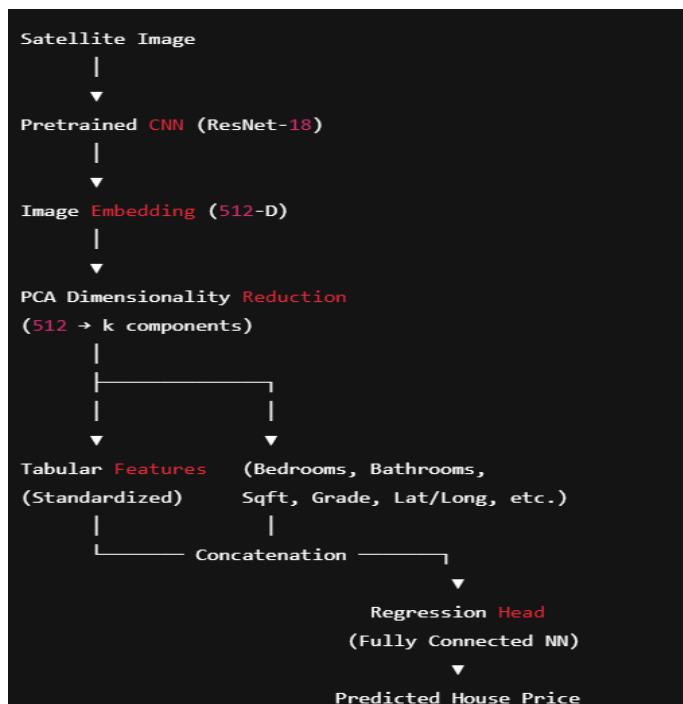 Satellite Image
Pretrained CNN (ResNet-18)
Image Embedding (512-D)
PCA Dimensionality Reduction
(512 → k components)
Tabular Features (Bedrooms, Bathrooms,
(Standardized) Sqft, Grade, Lat/Long, etc.)
Concatenation
Regression Head
(Fully Connected NN)
Predicted House Price